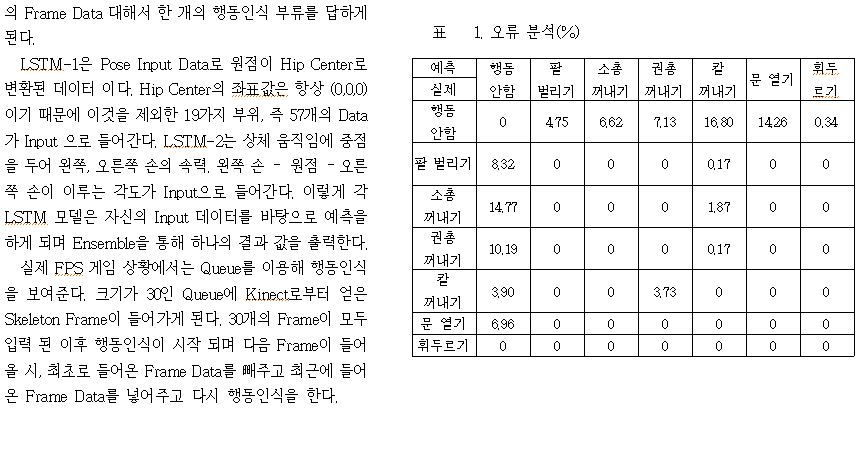 의 Frame Data 대해서 한 개의 행동인식 부류를 답하게
된다.
LSTM-1은 Pose Input Data로 원점이 Hip Center로
변환된 데이터 이다. Hip Center의 좌표값은 항상 (0,0,0)
이기 때문에 이것을 제외한 19가지 부위, 즉 57개의 Data
가 Input 으로 들어간다. LSTM-2는 상체 움직임에 중점
을 두어 왼쪽, 오른쪽 손의 속력, 왼쪽 손 - 원점 - 오른
쪽 손이 이루는 각도가 Input으로 들어간다. 이렇게 각
LSTM 모델은 자신의 Input 데이터를 바탕으로 예측을
하게 되며 Ensemble을 통해 하나의 결과 값을 출력한다.
실제 FPS 게임 상황에서는 Queue를 이용해 행동인식
을 보여준다. 크기가 30인 Queue에 Kinect로부터 얻은
Skeleton Frame이 들어가게 된다. 30개의 Frame이 모두
입력 된 이후 행동인식이 시작 되며 다음 Frame이 들어
올 시, 최초로 들어온 Frame Data를 빼주고 최근에 들어
온 Frame Data를 넣어주고 다시 행동인식을 한다.
표 1. 오류 분석(%)
예측 행동 팔 소총 권총 칼 문 열기 휘두
실제 안함 벌리기 꺼내기 꺼내기 꺼내기 르기
행동
안함 0 4.75 6.62 7.13 16.80 14.26 0.34
팔 벌리기 8.32 0 0 0 0.17 0 0
소총
꺼내기 14.77 0 0 0 1.87 0 0
권총
꺼내기 10.19 0 0 0 0.17 0 0
칼
꺼내기 3.90 0 0 3.73 0 0 0
문 열기 6.96 0 0 0 0 0 0
휘두르기 0 0 0 0 0 0 0